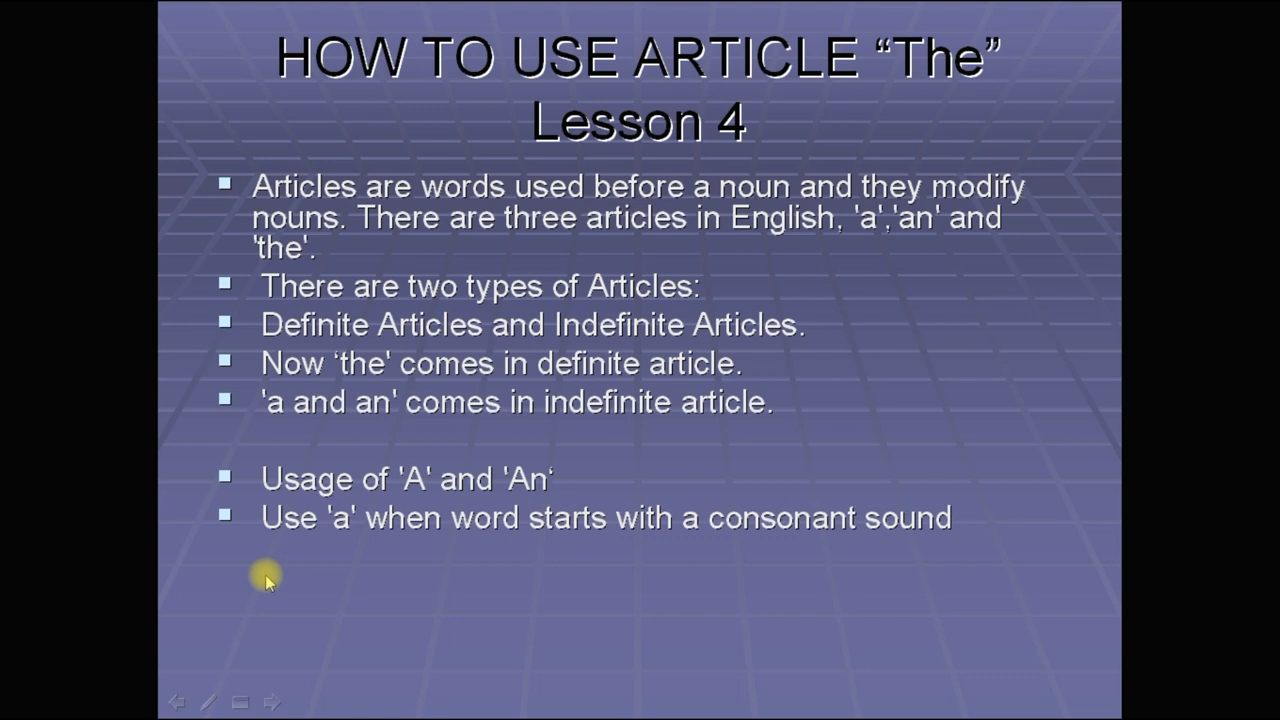 HOW TO USE ARTICLE “The”
Lesson 4
Articles are words used before a noun and they modify
nouns. There are three articles in English, 'a','an' and
'the'.
There are two types of Articles:
Definite Articles and Indefinite Articles.
Now ‘the' comes in definite article.
'a and an' comes in indefinite article.
Usage of 'A' and 'An‘
Use 'a' when word starts with a consonant sound